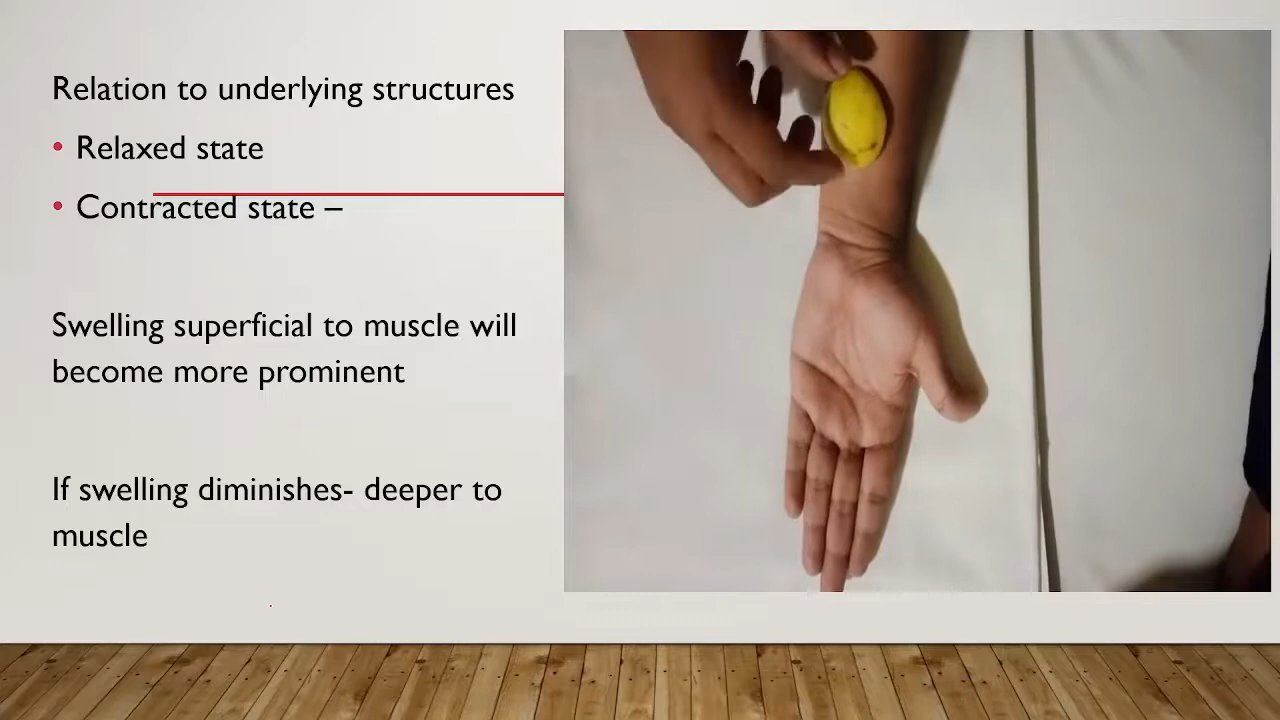 Relation to underlying structures
• Relaxed state
• Contracted state –
Swelling superficial to muscle will
become more prominent
If swelling diminishes- deeper to
muscle